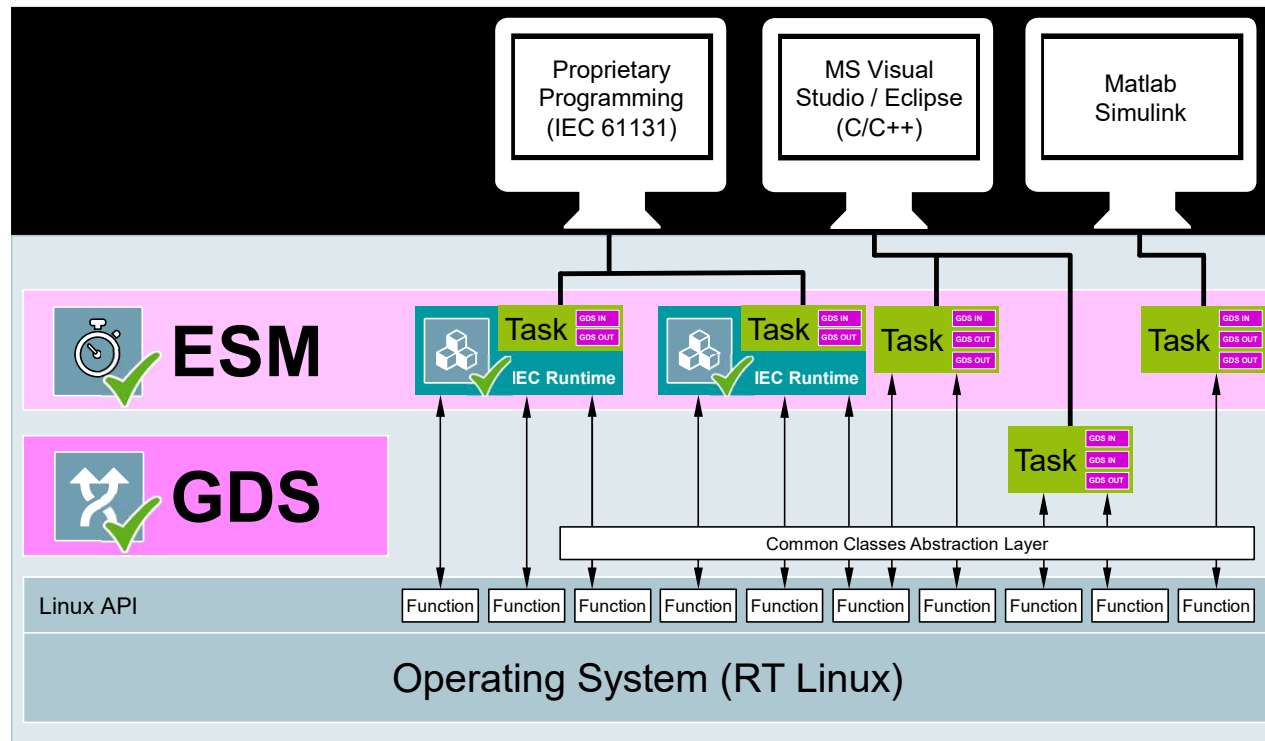 Proprietary
Programming
(IEC 61131)
MS Visual
Studio / Eclipse
(C/C++)
Matlab
Simulink
ESM
Task
GDS IN
GDS OUT
IEC Runtime
Task
GDS IN
GDS OUT
IEC Runtime
Task
GDS IN
GDS OUT
GDS OUT
Task
GDS IN
GDS OUT
GDS OUT
GDS
Task
GDS IN
GDS IN
GDS OUT
Common Classes Abstraction Layer
Linux API
Function
Function
Function
Function
Function
Function
Function
Function
Function
Function
Operating System (RT Linux)